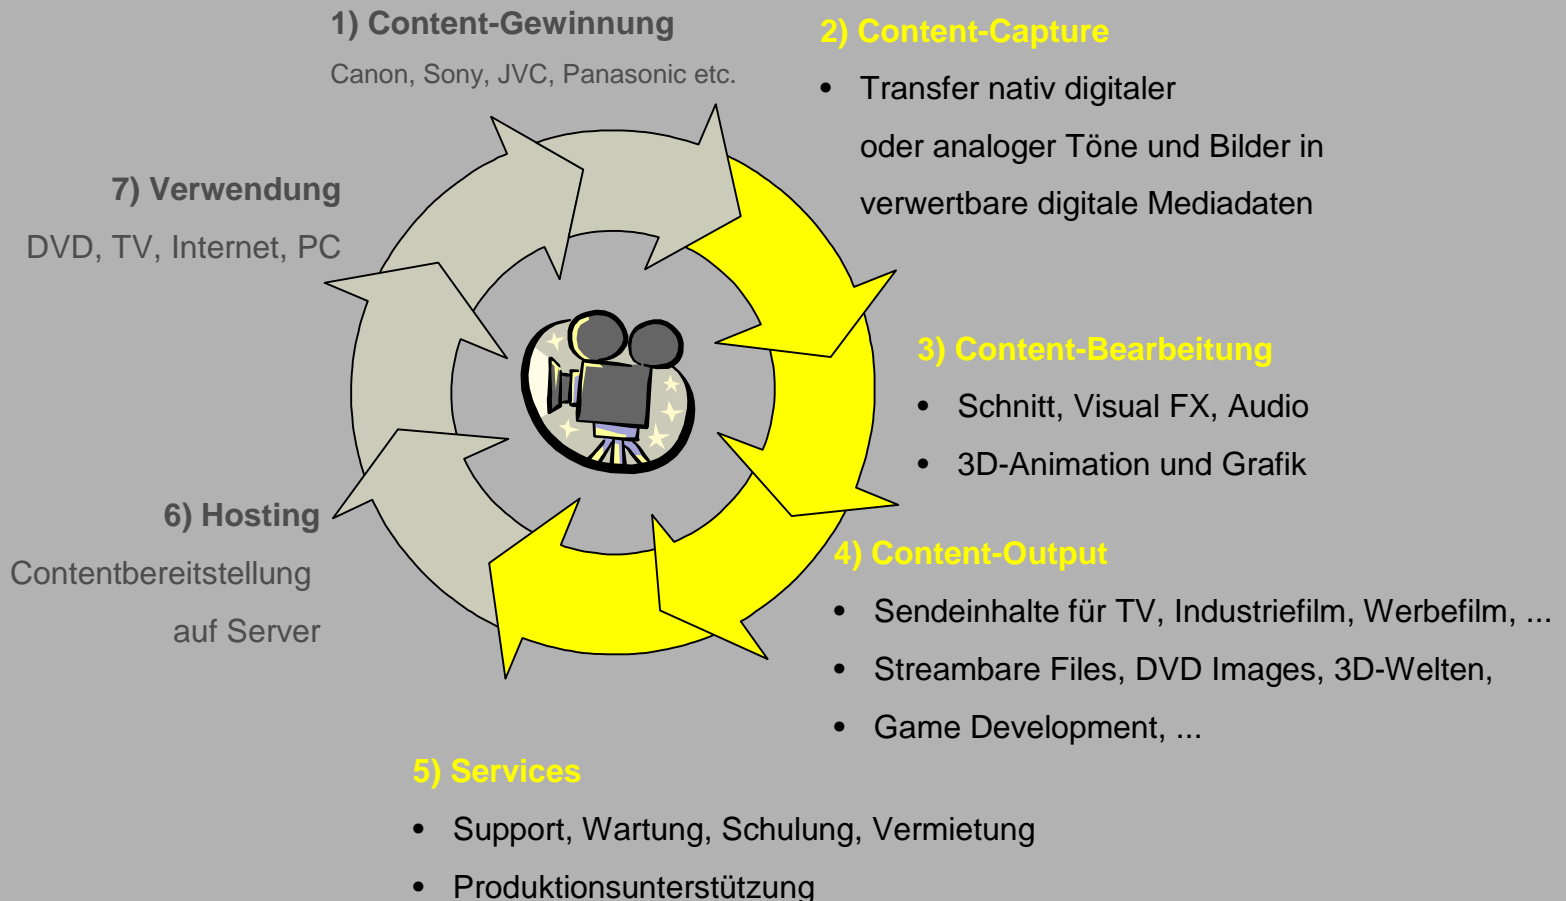 1) Content-Gewinnung
Canon, Sony, JVC, Panasonic etc.
2) Content-Capture
• Transfer nativ digitaler
oder analoger Töne und Bilder in
verwertbare digitale Mediadaten
3) Content-Bearbeitung
• Schnitt, Visual FX, Audio
• 3D-Animation und Grafik
4) Content-Output
• Sendeinhalte für TV, Industriefilm, Werbefilm, ...
• Streambare Files, DVD Images, 3D-Welten,
• Game Development, ...
5) Services
• Support, Wartung, Schulung, Vermietung
• Produktionsunterstützung
6) Hosting
Contentbereitstellung
auf Server
7) Verwendung
DVD, TV, Internet, PC